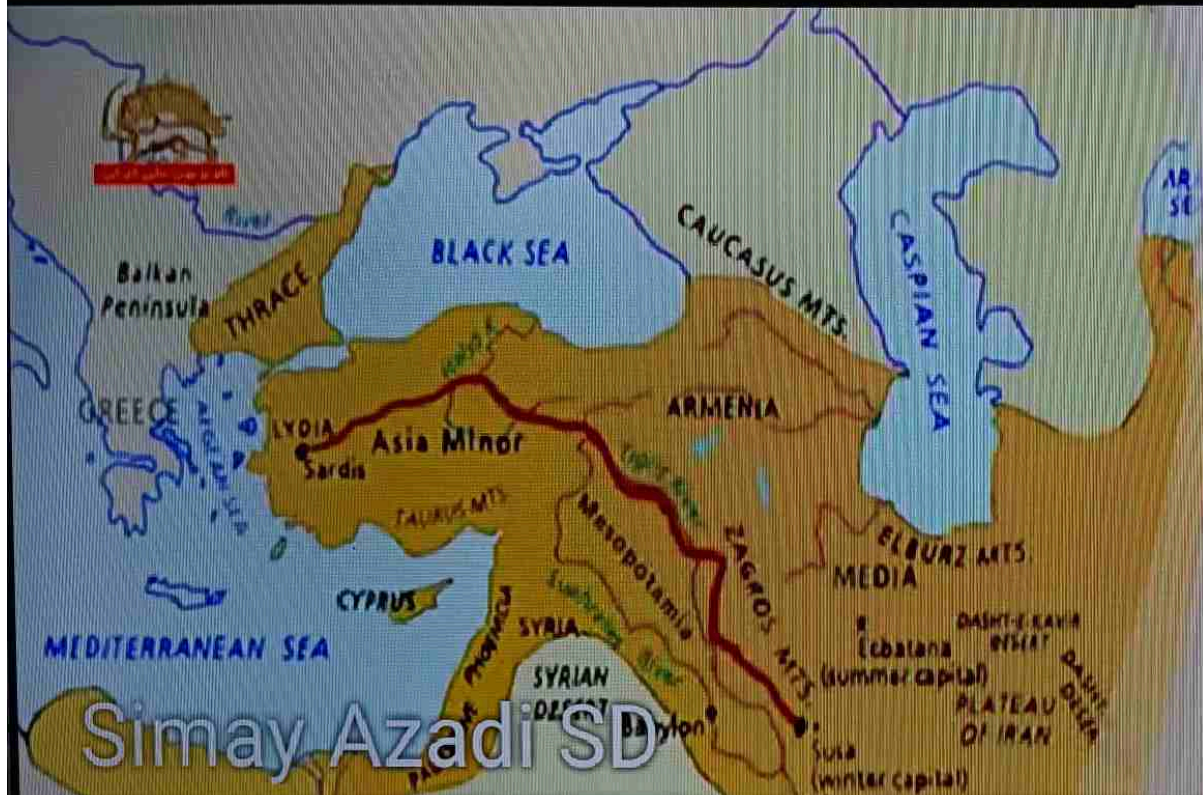 River
Balkan
Peninsula
THRACE
BLACK SEA
CAUCASUS MTS.
CASPIAN SEA
GREECE
AEGEAN SEA
LYDIA
Sardis
Asia Minor
ARMENIA
TAURUS MTS.
Mesopotamia
ZAGROS MTS.
ELBURZ MTS.
MEDIA
CYPRUS
MEDITERRANEAN SEA
SYRIA
SYRIAN
DESERT
River
Babylon
Ecbatana
(summer capital)
DASHT-E-KAVIR
DESERT
PLATEAU
OF IRAN
Susa
(winter capital)
Simay Azadi SD